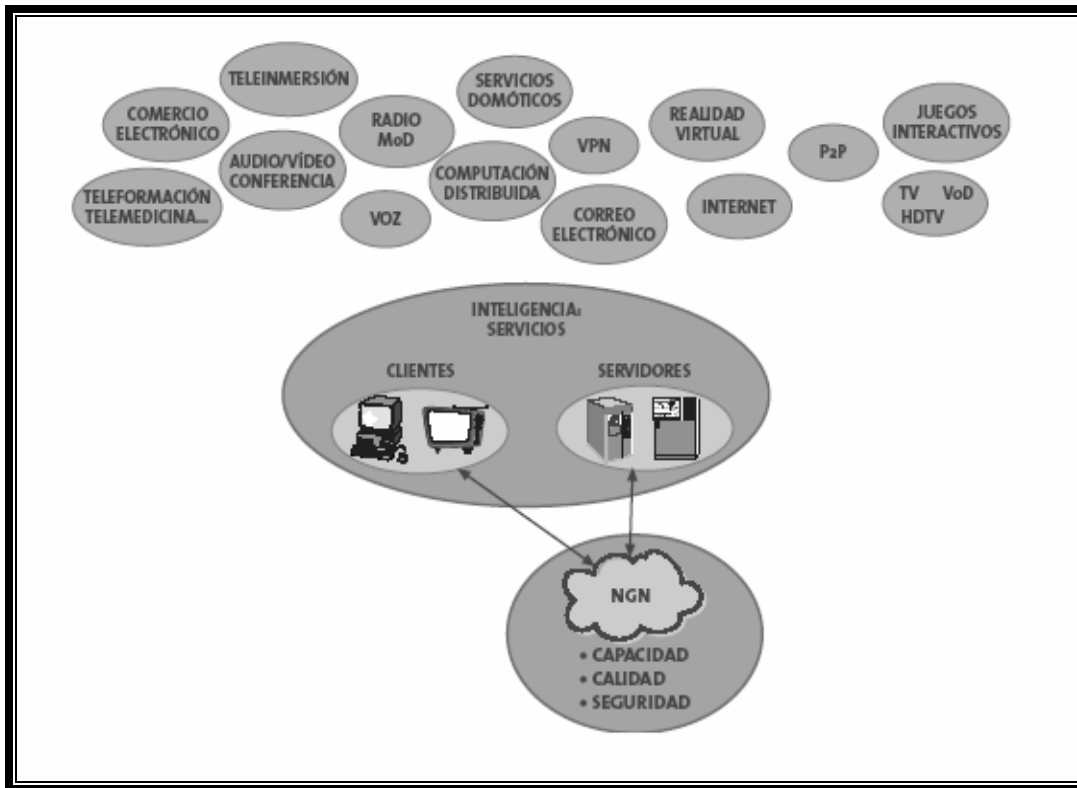 TELEINMERSIÓN
COMERCIO
ELECTRÓNICO
AUDIO/VÍDEO
CONFERENCIA
TELEFORMACIÓN
TELEMEDICINA...
RADIO
MoD
VOZ
SERVICIOS
DOMÓTICOS
COMPUTACIÓN
DISTRIBUIDA
VPN
CORREO
ELECTRÓNICO
REALIDAD
VIRTUAL
INTERNET
P2P
JUEGOS
INTERACTIVOS
TV VoD
HDTV
INTELIGENCIA:
SERVICIOS
CLIENTES
SERVIDORES
NGN
• CAPACIDAD
• CALIDAD
• SEGURIDAD